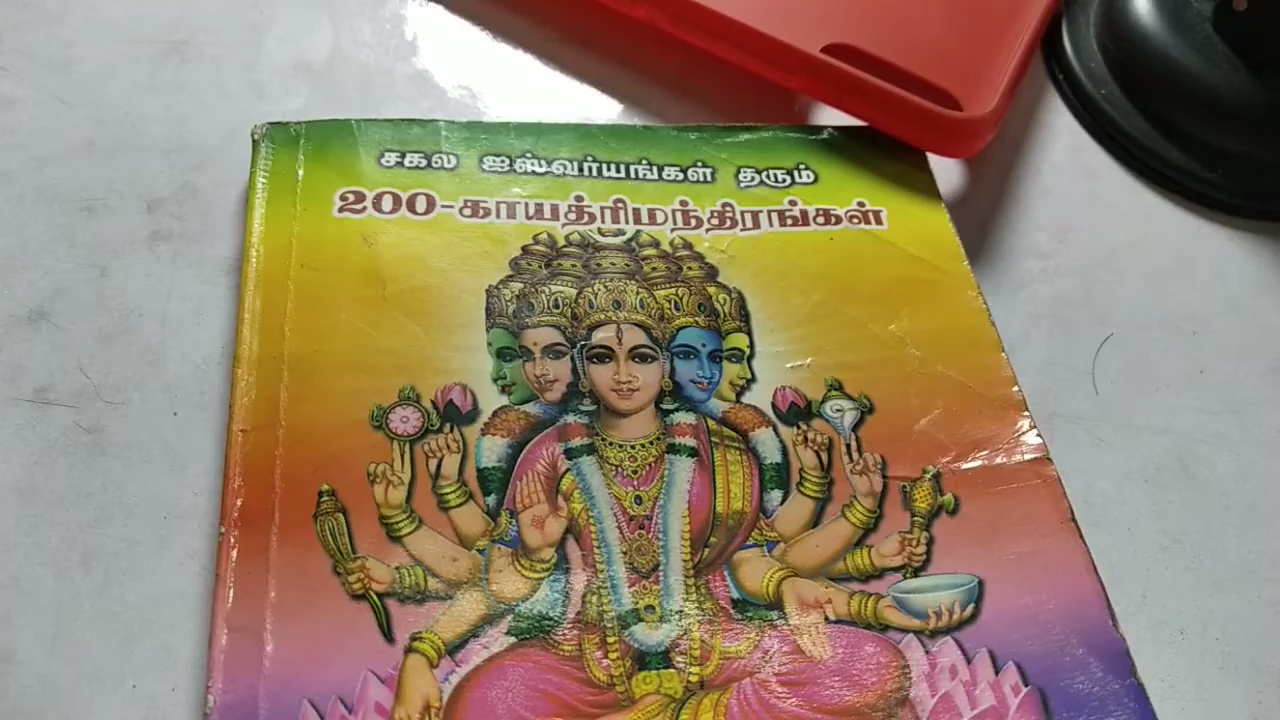 சகல ஐஸ்வர்யங்கள் தரும்
200-காயத்ரிமந்திரங்கள்